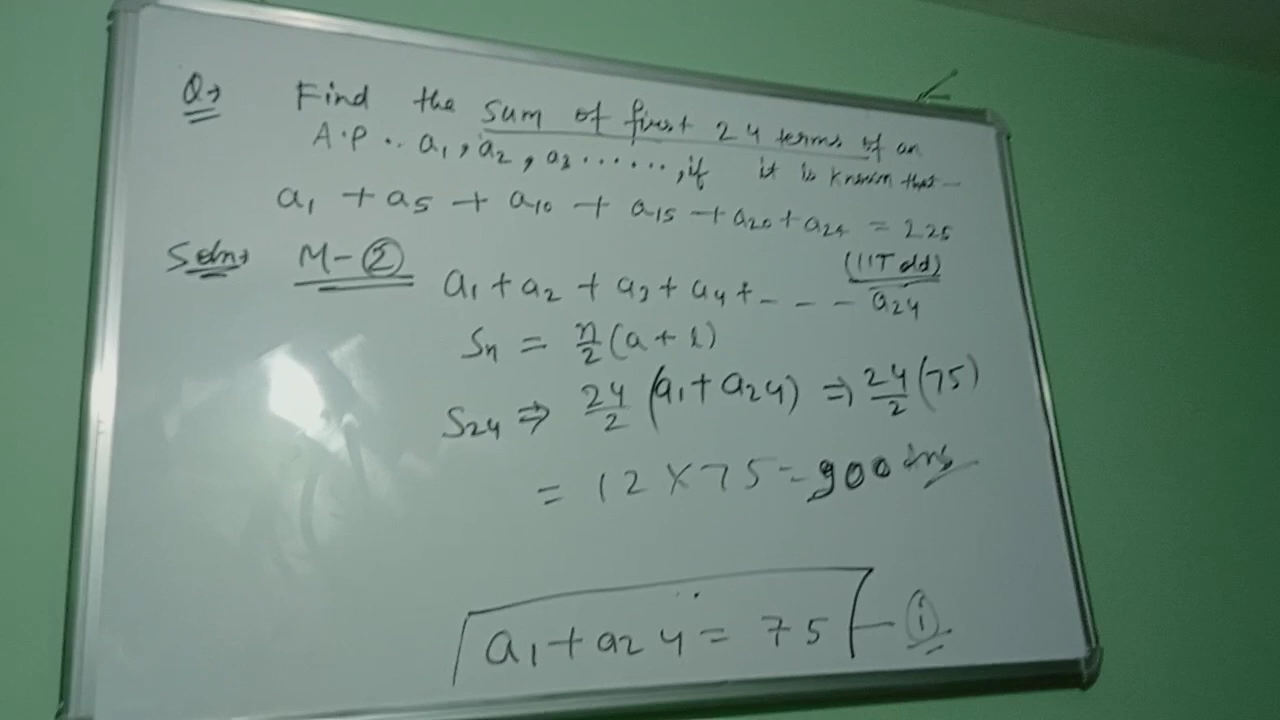 Q→ Find the sum of first 24 terms of an
A.P.. a1, a2, a3 ......, if it is known that—
a1 + a5 + a10 + a15 + a20 + a24 = 225
(IIT dd)
Soln→ M-② a1 + a2 + a3 + a4 + - - - a24
Sn = n/2 (a + l)
S24 ⇒ 24/2 (a1 + a24) ⇒ 24/2 (75)
= 12 × 75 = 900 Ans
a1 + a24 = 75 — ⓘ